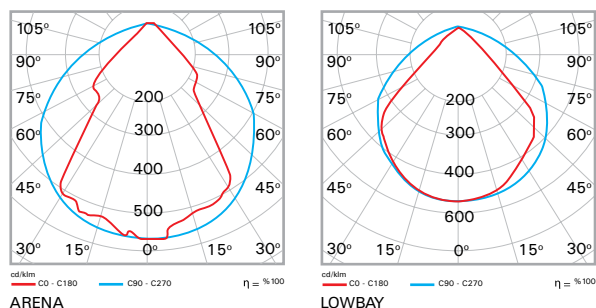 105° 105° 105° 105°
90° 90° 90° 90°
75° 75° 75° 75°
200 200
60° 300 60° 60° 300 60°
400 400
45° 45° 45° 45°
500 600
30° 15° 0° 15° 30° 30° 15° 0° 15° 30°
cd/klm cd/klm
C0 - C180 C90 - C270 η = %100 C0 - C180 C90 - C270 η = %100
ARENA LOWBAY